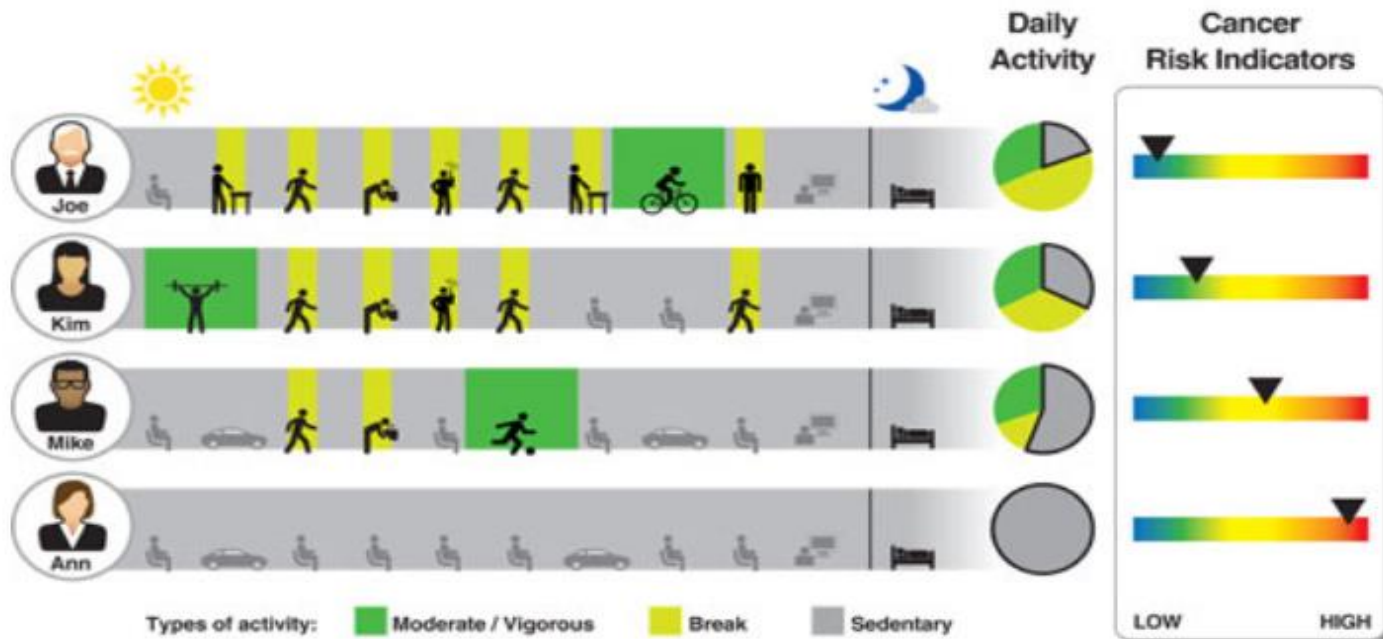 Daily
Activity
Cancer
Risk Indicators
Joe
Kim
Mike
Ann
Types of activity: Moderate / Vigorous Break Sedentary
LOW HIGH